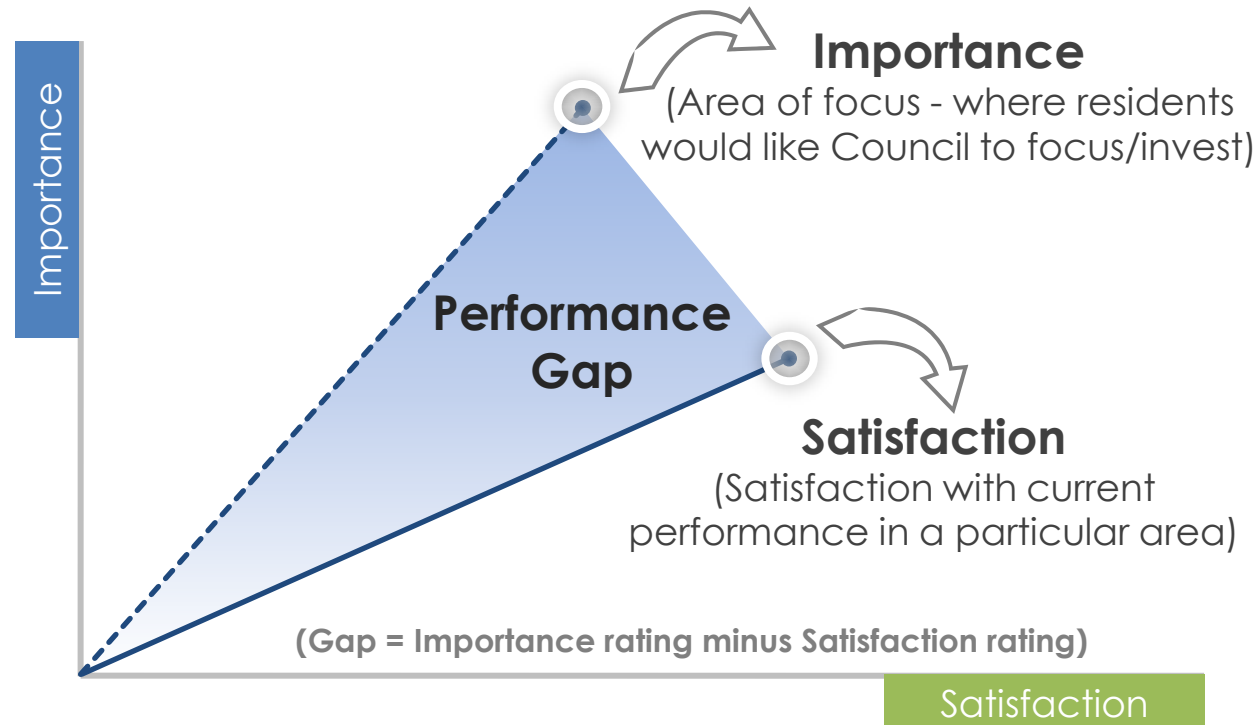 Importance
Importance
(Area of focus - where residents
would like Council to focus/invest)
Performance
Gap
Satisfaction
(Satisfaction with current
performance in a particular area)
(Gap = Importance rating minus Satisfaction rating)
Satisfaction